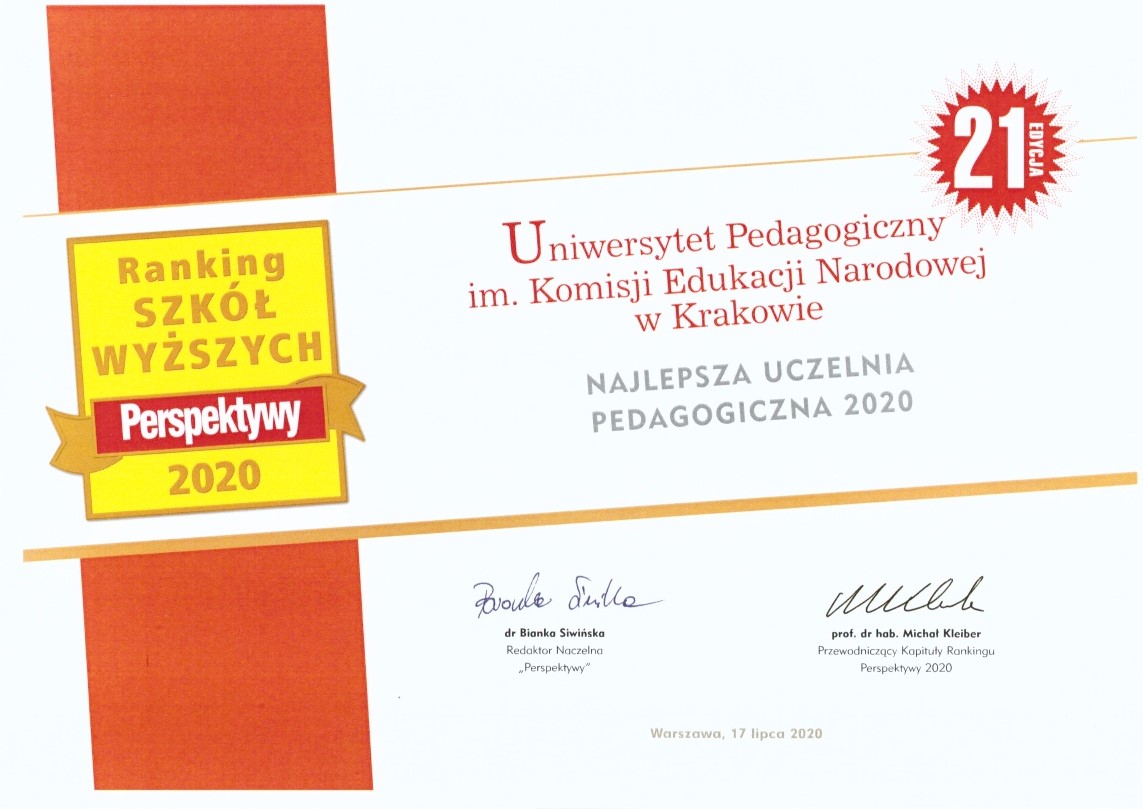 21
EDYCJA
Ranking
SZKÓŁ
WYŻSZYCH
Perspektywy
2020
Uniwersytet Pedagogiczny
im. Komisji Edukacji Narodowej
w Krakowie
NAJLEPSZA UCZELNIA
PEDAGOGICZNA 2020
dr Bianka Siwińska
Redaktor Naczelna
„Perspektywy”
prof. dr hab. Michał Kleiber
Przewodniczący Kapituły Rankingu
Perspektywy 2020
Warszawa, 17 lipca 2020